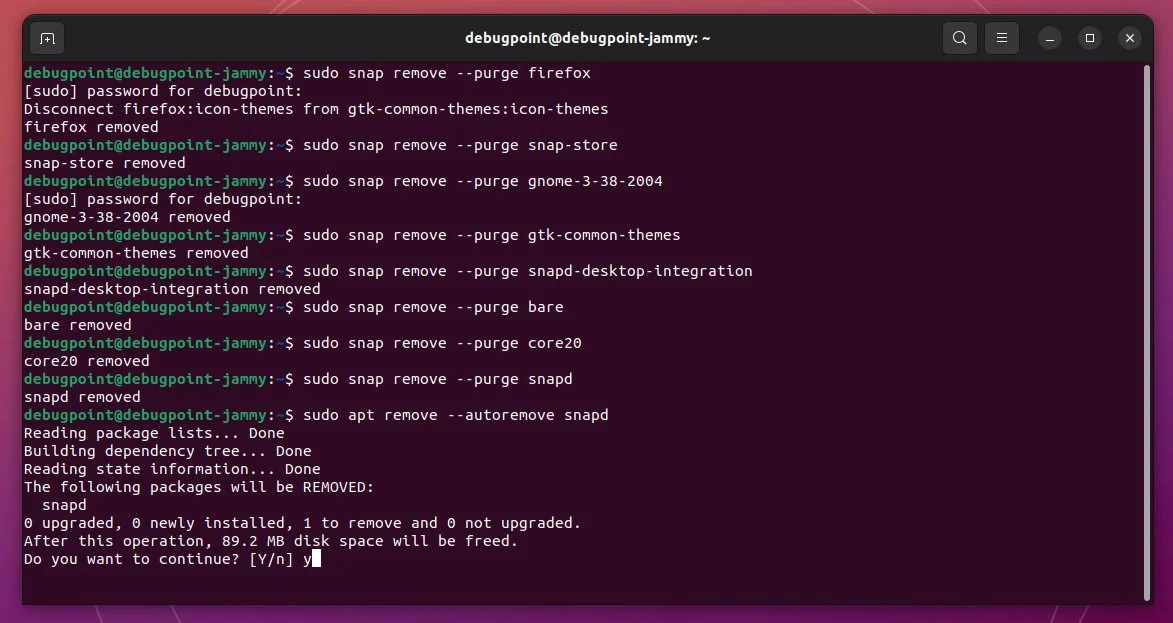 debugpoint@debugpoint-jammy: ~
debugpoint@debugpoint-jammy:~$ sudo snap remove --purge firefox
[sudo] password for debugpoint:
Disconnect firefox:icon-themes from gtk-common-themes:icon-themes
firefox removed
debugpoint@debugpoint-jammy:~$ sudo snap remove --purge snap-store
snap-store removed
debugpoint@debugpoint-jammy:~$ sudo snap remove --purge gnome-3-38-2004
[sudo] password for debugpoint:
gnome-3-38-2004 removed
debugpoint@debugpoint-jammy:~$ sudo snap remove --purge gtk-common-themes
gtk-common-themes removed
debugpoint@debugpoint-jammy:~$ sudo snap remove --purge snapd-desktop-integration
snapd-desktop-integration removed
debugpoint@debugpoint-jammy:~$ sudo snap remove --purge bare
bare removed
debugpoint@debugpoint-jammy:~$ sudo snap remove --purge core20
core20 removed
debugpoint@debugpoint-jammy:~$ sudo snap remove --purge snapd
snapd removed
debugpoint@debugpoint-jammy:~$ sudo apt remove --autoremove snapd
Reading package lists... Done
Building dependency tree... Done
Reading state information... Done
The following packages will be REMOVED:
  snapd
0 upgraded, 0 newly installed, 1 to remove and 0 not upgraded.
After this operation, 89.2 MB disk space will be freed.
Do you want to continue? [Y/n] y